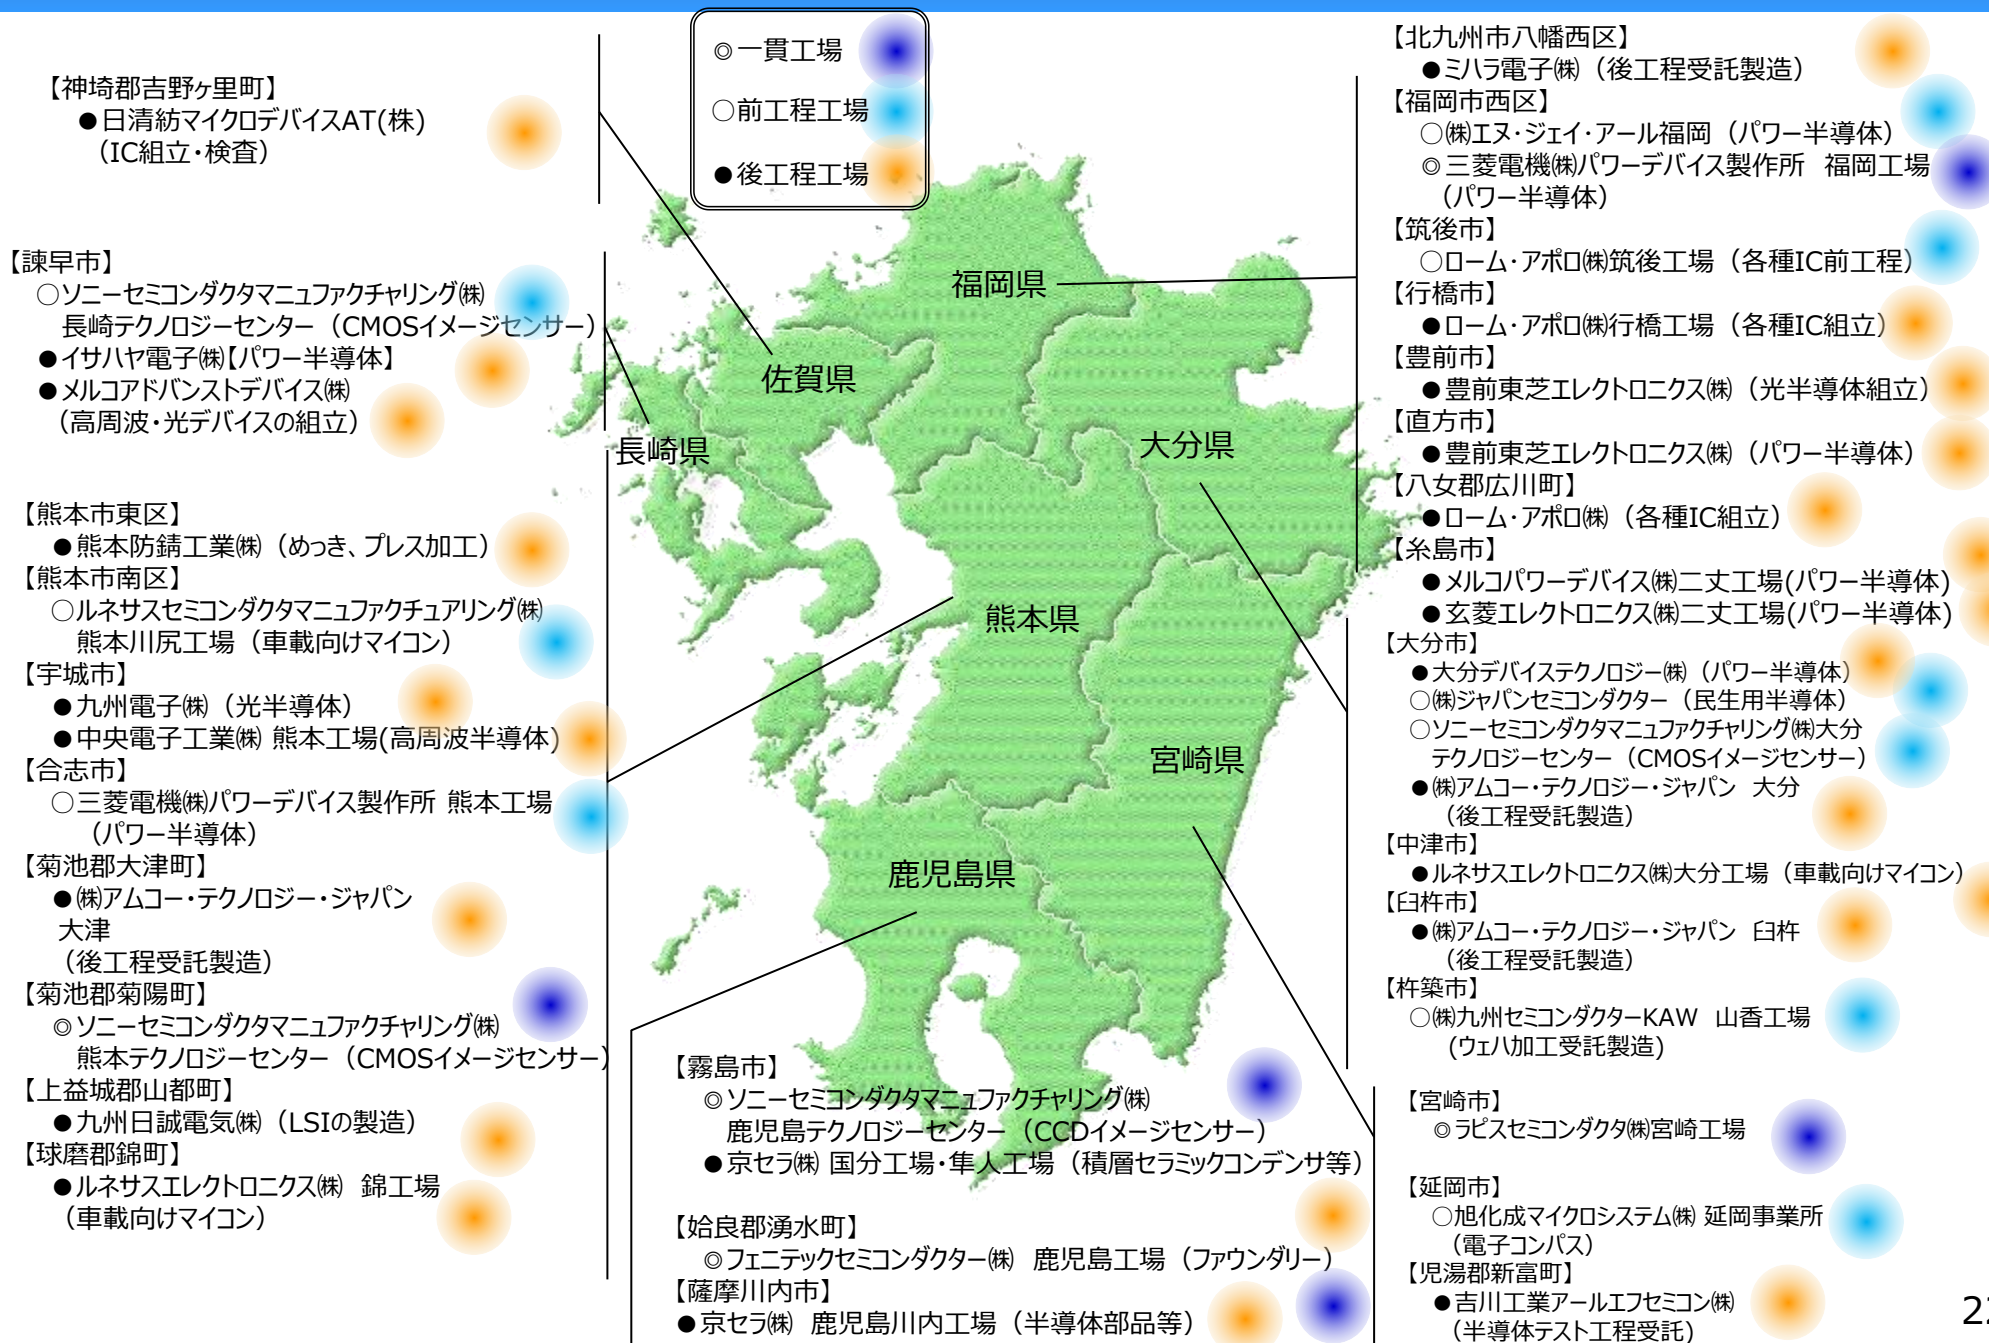 ◎一貫工場
○前工程工場
●後工程工場
【神埼郡吉野ヶ里町】
●日清紡マイクロデバイスAT(株)
（IC組立・検査）
【諫早市】
○ソニーセミコンダクタマニュファクチャリング㈱
長崎テクノロジーセンター（CMOSイメージセンサー）
●イサハヤ電子㈱【パワー半導体】
●メルコアドバンストデバイス㈱
（高周波・光デバイスの組立）
【熊本市東区】
●熊本防錆工業㈱（めっき、プレス加工）
【熊本市南区】
○ルネサスセミコンダクタマニュファクチュアリング㈱
熊本川尻工場（車載向けマイコン）
【宇城市】
●九州電子㈱（光半導体）
●中央電子工業㈱ 熊本工場(高周波半導体)
【合志市】
○三菱電機㈱パワーデバイス製作所 熊本工場
（パワー半導体）
【菊池郡大津町】
●㈱アムコー・テクノロジー・ジャパン
大津
（後工程受託製造）
【菊池郡菊陽町】
◎ソニーセミコンダクタマニュファクチャリング㈱
熊本テクノロジーセンター（CMOSイメージセンサー）
【上益城郡山都町】
●九州日誠電気㈱（LSIの製造）
【球磨郡錦町】
●ルネサスエレクトロニクス㈱ 錦工場
（車載向けマイコン）
福岡県
佐賀県
長崎県
大分県
熊本県
宮崎県
鹿児島県
【霧島市】
◎ソニーセミコンダクタマニュファクチャリング㈱
鹿児島テクノロジーセンター（CCDイメージセンサー）
●京セラ㈱ 国分工場・隼人工場（積層セラミックコンデンサ等）
【姶良郡湧水町】
◎フェニテックセミコンダクター㈱ 鹿児島工場（ファウンダリー）
【薩摩川内市】
●京セラ㈱ 鹿児島川内工場（半導体部品等）
【北九州市八幡西区】
●ミハラ電子㈱（後工程受託製造）
【福岡市西区】
○㈱エヌ・ジェイ・アール福岡（パワー半導体）
◎三菱電機㈱パワーデバイス製作所 福岡工場
（パワー半導体）
【筑後市】
○ローム・アポロ㈱筑後工場（各種IC前工程）
【行橋市】
●ローム・アポロ㈱行橋工場（各種IC組立）
【豊前市】
●豊前東芝エレクトロニクス㈱（光半導体組立）
【直方市】
●豊前東芝エレクトロニクス㈱（パワー半導体）
【八女郡広川町】
●ローム・アポロ㈱（各種IC組立）
【糸島市】
●メルコパワーデバイス㈱二丈工場(パワー半導体)
●玄菱エレクトロニクス㈱二丈工場(パワー半導体)
【大分市】
●大分デバイステクノロジー㈱（パワー半導体）
○㈱ジャパンセミコンダクター（民生用半導体）
○ソニーセミコンダクタマニュファクチャリング㈱大分
テクノロジーセンター（CMOSイメージセンサー）
●㈱アムコー・テクノロジー・ジャパン 大分
（後工程受託製造）
【中津市】
●ルネサスエレクトロニクス㈱大分工場（車載向けマイコン）
【臼杵市】
●㈱アムコー・テクノロジー・ジャパン 臼杵
（後工程受託製造）
【杵築市】
○㈱九州セミコンダクターKAW 山香工場
(ウェハ加工受託製造)
【宮崎市】
◎ラピスセミコンダクタ㈱宮崎工場
【延岡市】
○旭化成マイクロシステム㈱ 延岡事業所
（電子コンパス）
【児湯郡新富町】
●吉川工業アールエフセミコン㈱
（半導体テスト工程受託）